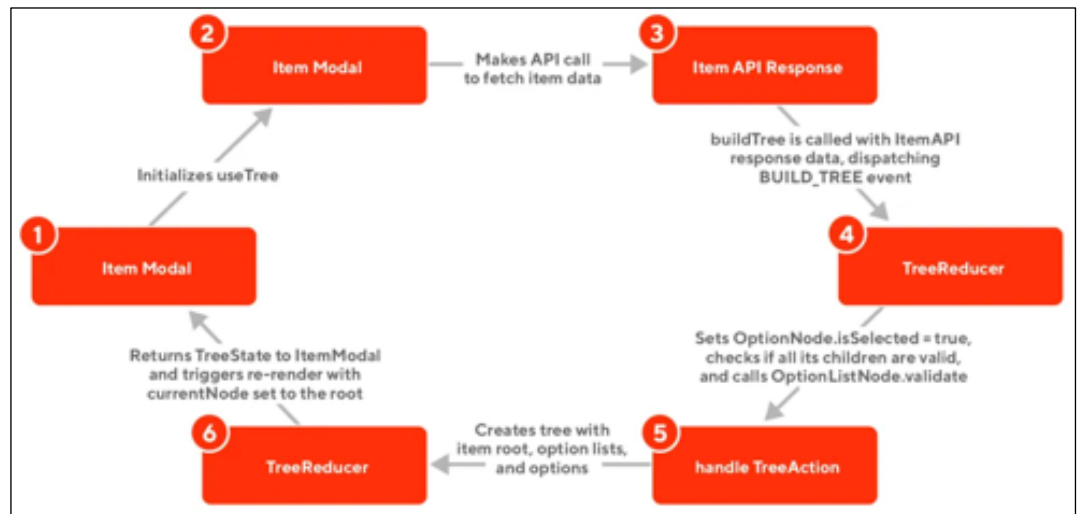 2
Item Modal
Makes API call
to fetch item data
3
Item API Response
buildTree is called with ItemAPI
response data, dispatching
BUILD_TREE event
Initializes useTree
1
Item Modal
4
TreeReducer
Sets OptionNode.isSelected = true,
checks if all its children are valid,
and calls OptionListNode.validate
Returns TreeState to ItemModal
and triggers re-render with
currentNode set to the root
6
TreeReducer
Creates tree with
item root, option lists,
and options
5
handle TreeAction